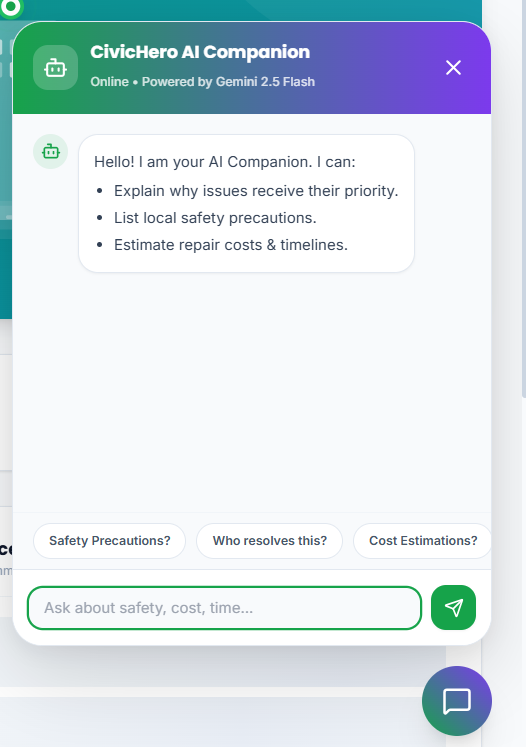 CivicHero AI Companion
Online • Powered by Gemini 2.5 Flash
Hello! I am your AI Companion. I can:
• Explain why issues receive their priority.
• List local safety precautions.
• Estimate repair costs & timelines.
Safety Precautions?
Who resolves this?
Cost Estimations?
Ask about safety, cost, time...